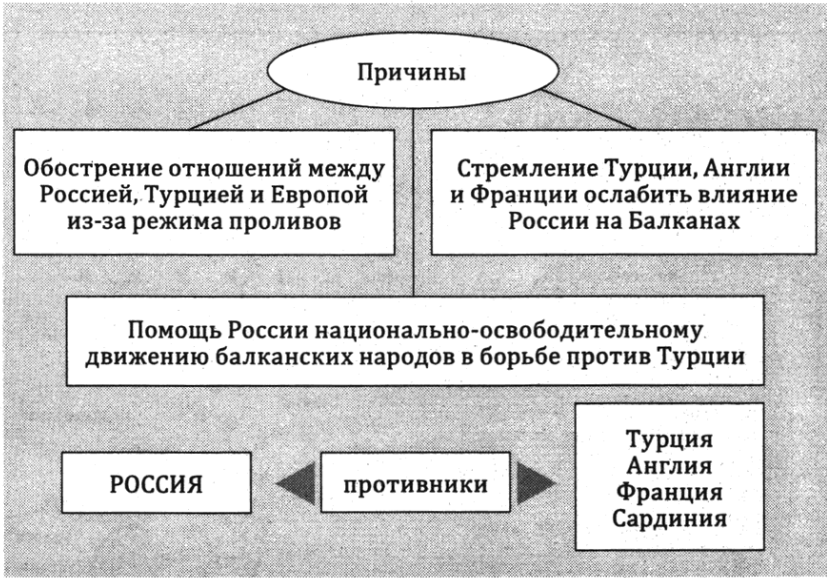 Причины
Обострение отношений между
Россией, Турцией и Европой
из-за режима проливов
Стремление Турции, Англии
и Франции ослабить влияние
России на Балканах
Помощь России национально-освободительному
движению балканских народов в борьбе против Турции
РОССИЯ
противники
Турция
Англия
Франция
Сардиния